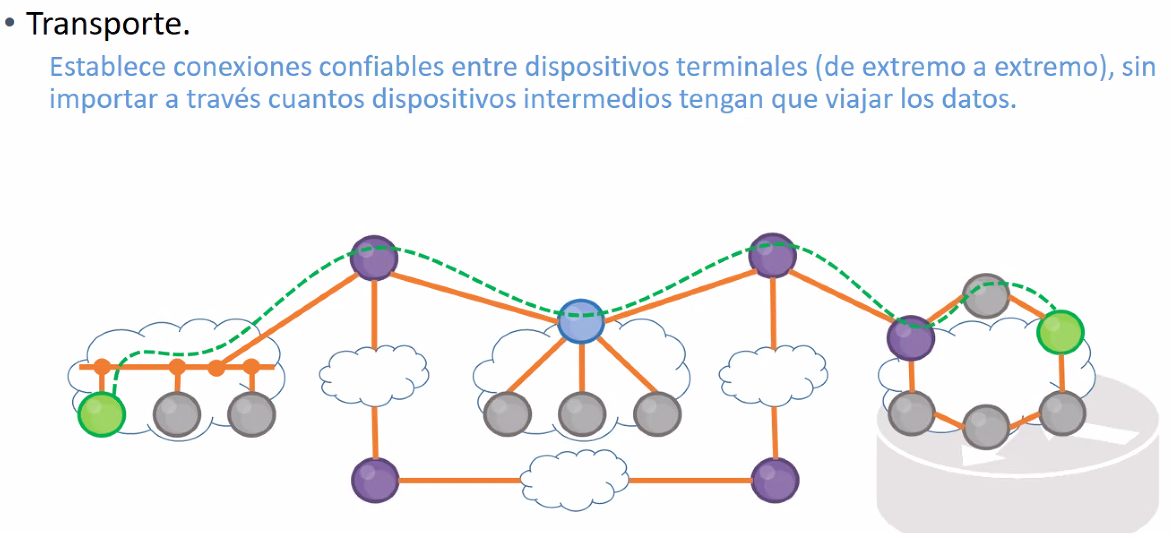 • Transporte.
Establece conexiones confiables entre dispositivos terminales (de extremo a extremo), sin
importar a través cuantos dispositivos intermedios tengan que viajar los datos.